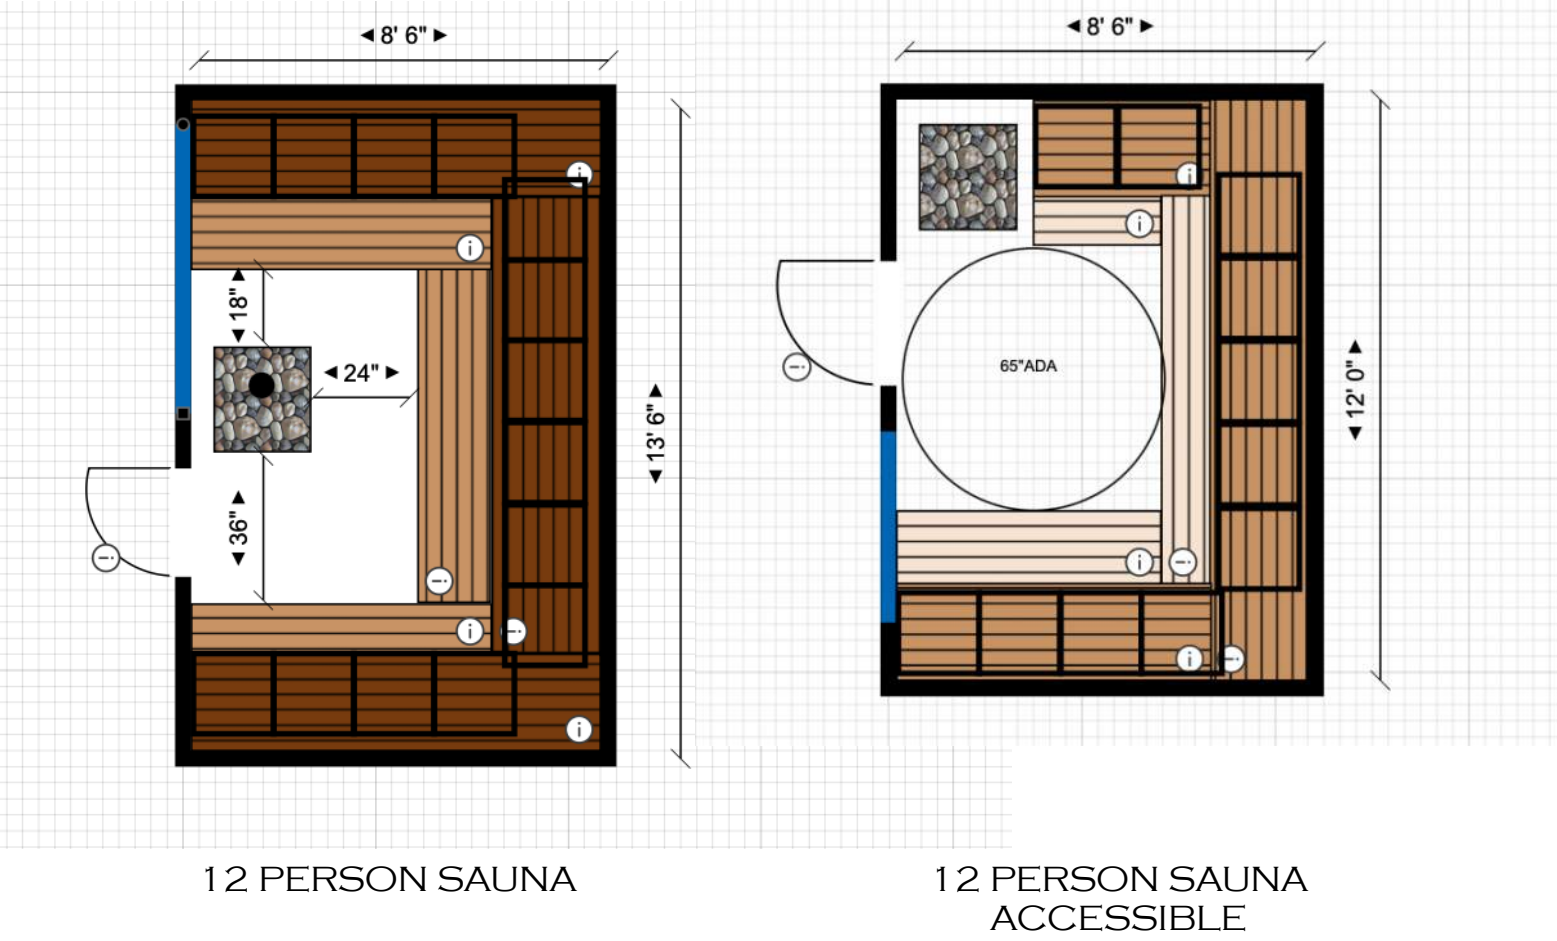 ◄ 8' 6" ►
◄ 8' 6" ►
◄ 18" ►
◄ 24" ►
◄ 36" ►
◄ 13' 6" ►
65"ADA
◄ 12' 0" ►
i
i
i
i
i
i
i
i
12 PERSON SAUNA
12 PERSON SAUNA
ACCESSIBLE